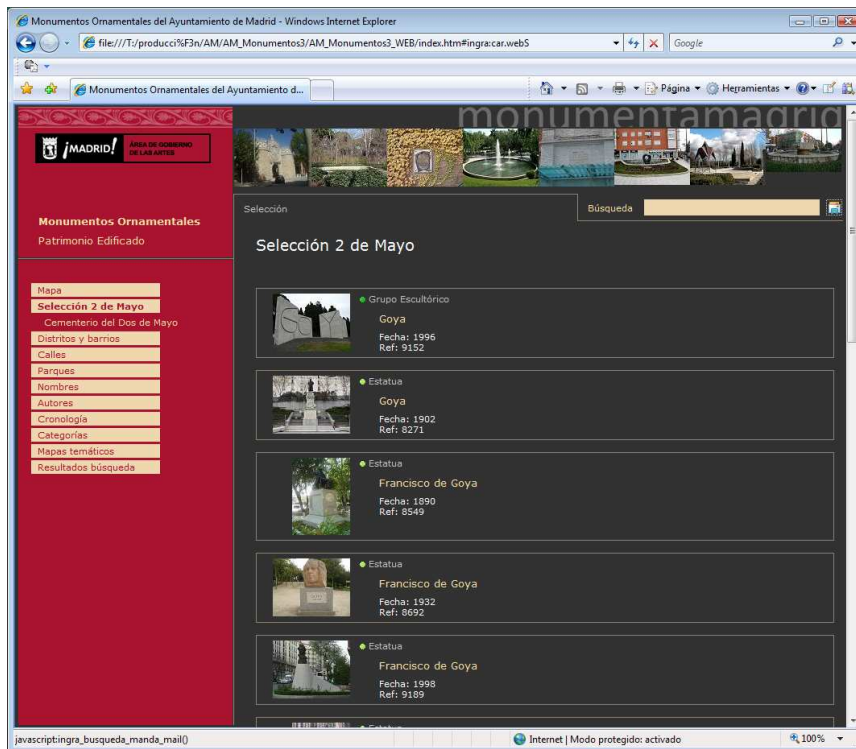 Monumentos Ornamentales del Ayuntamiento de Madrid - Windows Internet Explorer
file:///T:/producci%F3n/AM/AM_Monumentos3/AM_Monumentos3_WEB/index.htm#ingra:car.webS
Google
Monumentos Ornamentales del Ayuntamiento d...
Página
Herramientas
monumentamadrid
¡MADRID!
ÁREA DE GOBIERNO
DE LAS ARTES
Monumentos Ornamentales
Patrimonio Edificado
Selección
Búsqueda
Selección 2 de Mayo
Mapa
Selección 2 de Mayo
Cementerio del Dos de Mayo
Distritos y barrios
Calles
Parques
Nombres
Autores
Cronología
Categorías
Mapas temáticos
Resultados búsqueda
Grupo Escultórico
Goya
Fecha: 1996
Ref: 9152
Estatua
Goya
Fecha: 1902
Ref: 8271
Estatua
Francisco de Goya
Fecha: 1890
Ref: 8549
Estatua
Francisco de Goya
Fecha: 1932
Ref: 8692
Estatua
Francisco de Goya
Fecha: 1998
Ref: 9189
Estatua
javascript:ingra_busqueda_manda_mail()
Internet | Modo protegido: activado
100%